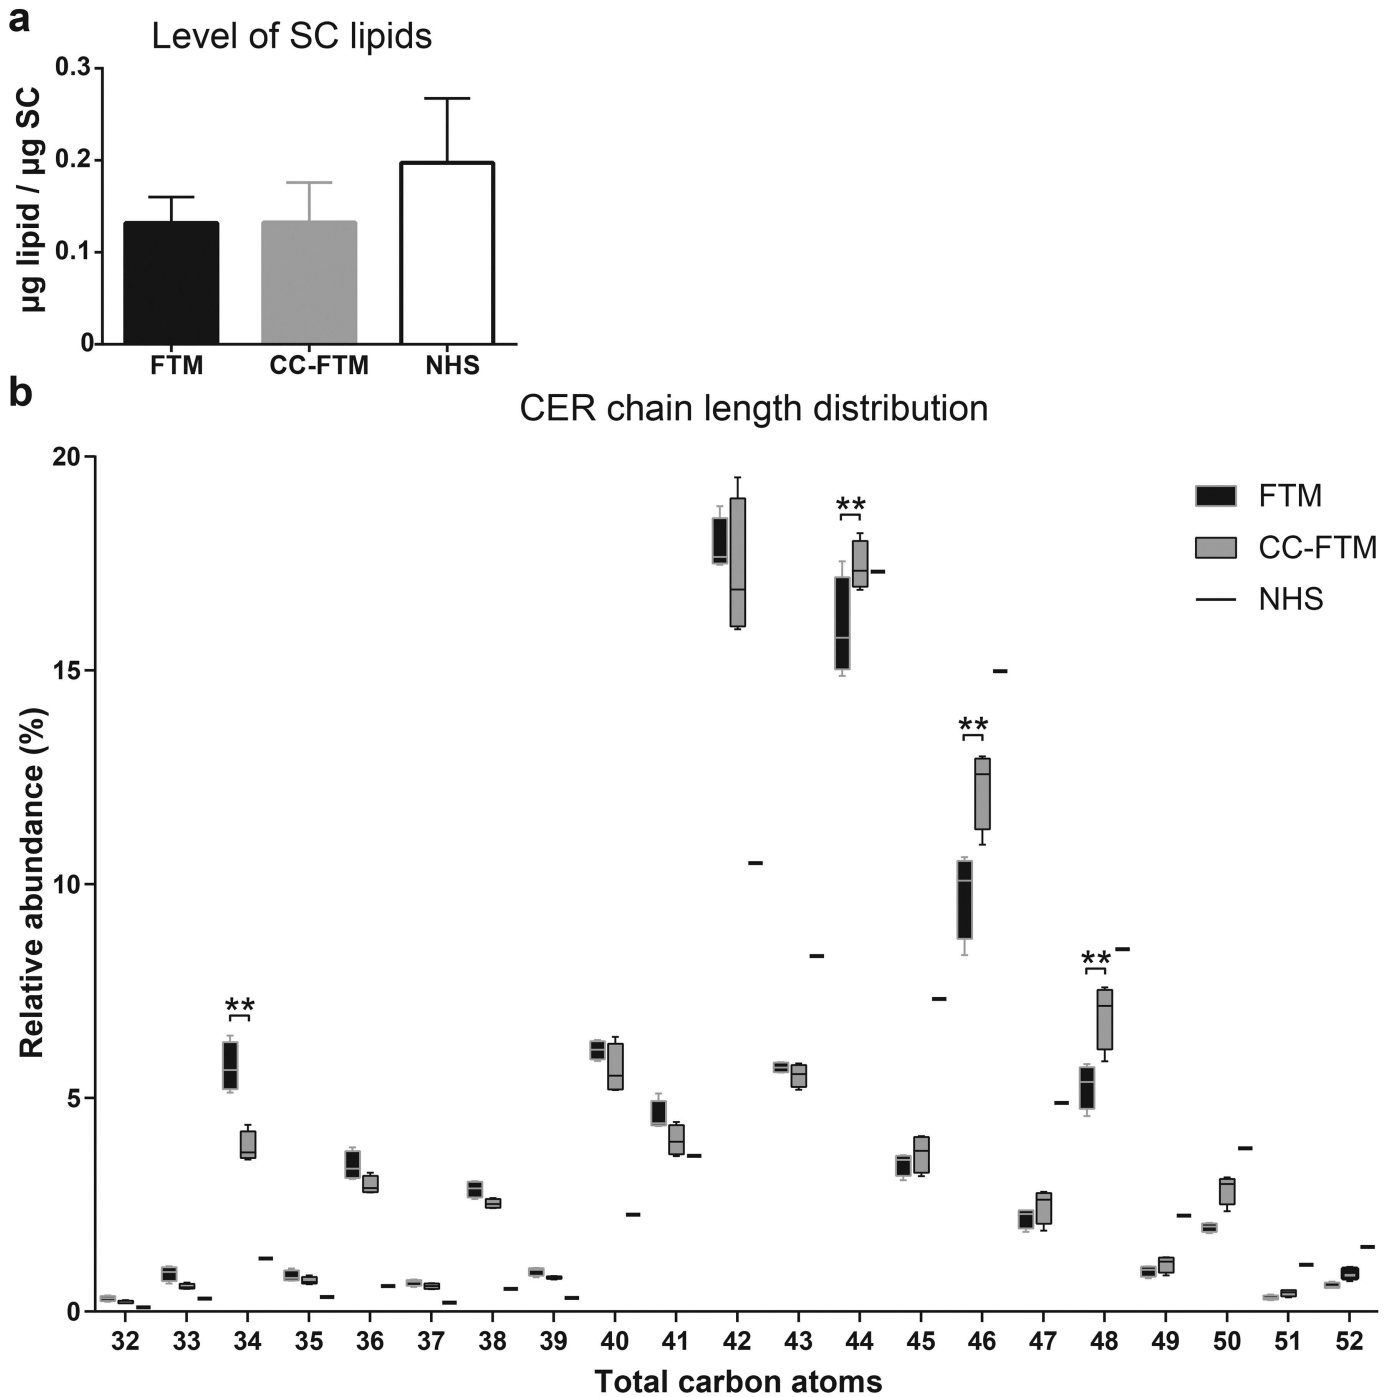 a
Level of SC lipids
µg lipid / µg SC
0.3
0.2
0.1
0
FTM CC-FTM NHS
b
CER chain length distribution
Relative abundance (%)
20
15
10
5
0
** ** ** ** 
FTM
CC-FTM
NHS
32 33 34 35 36 37 38 39 40 41 42 43 44 45 46 47 48 49 50 51 52
Total carbon atoms